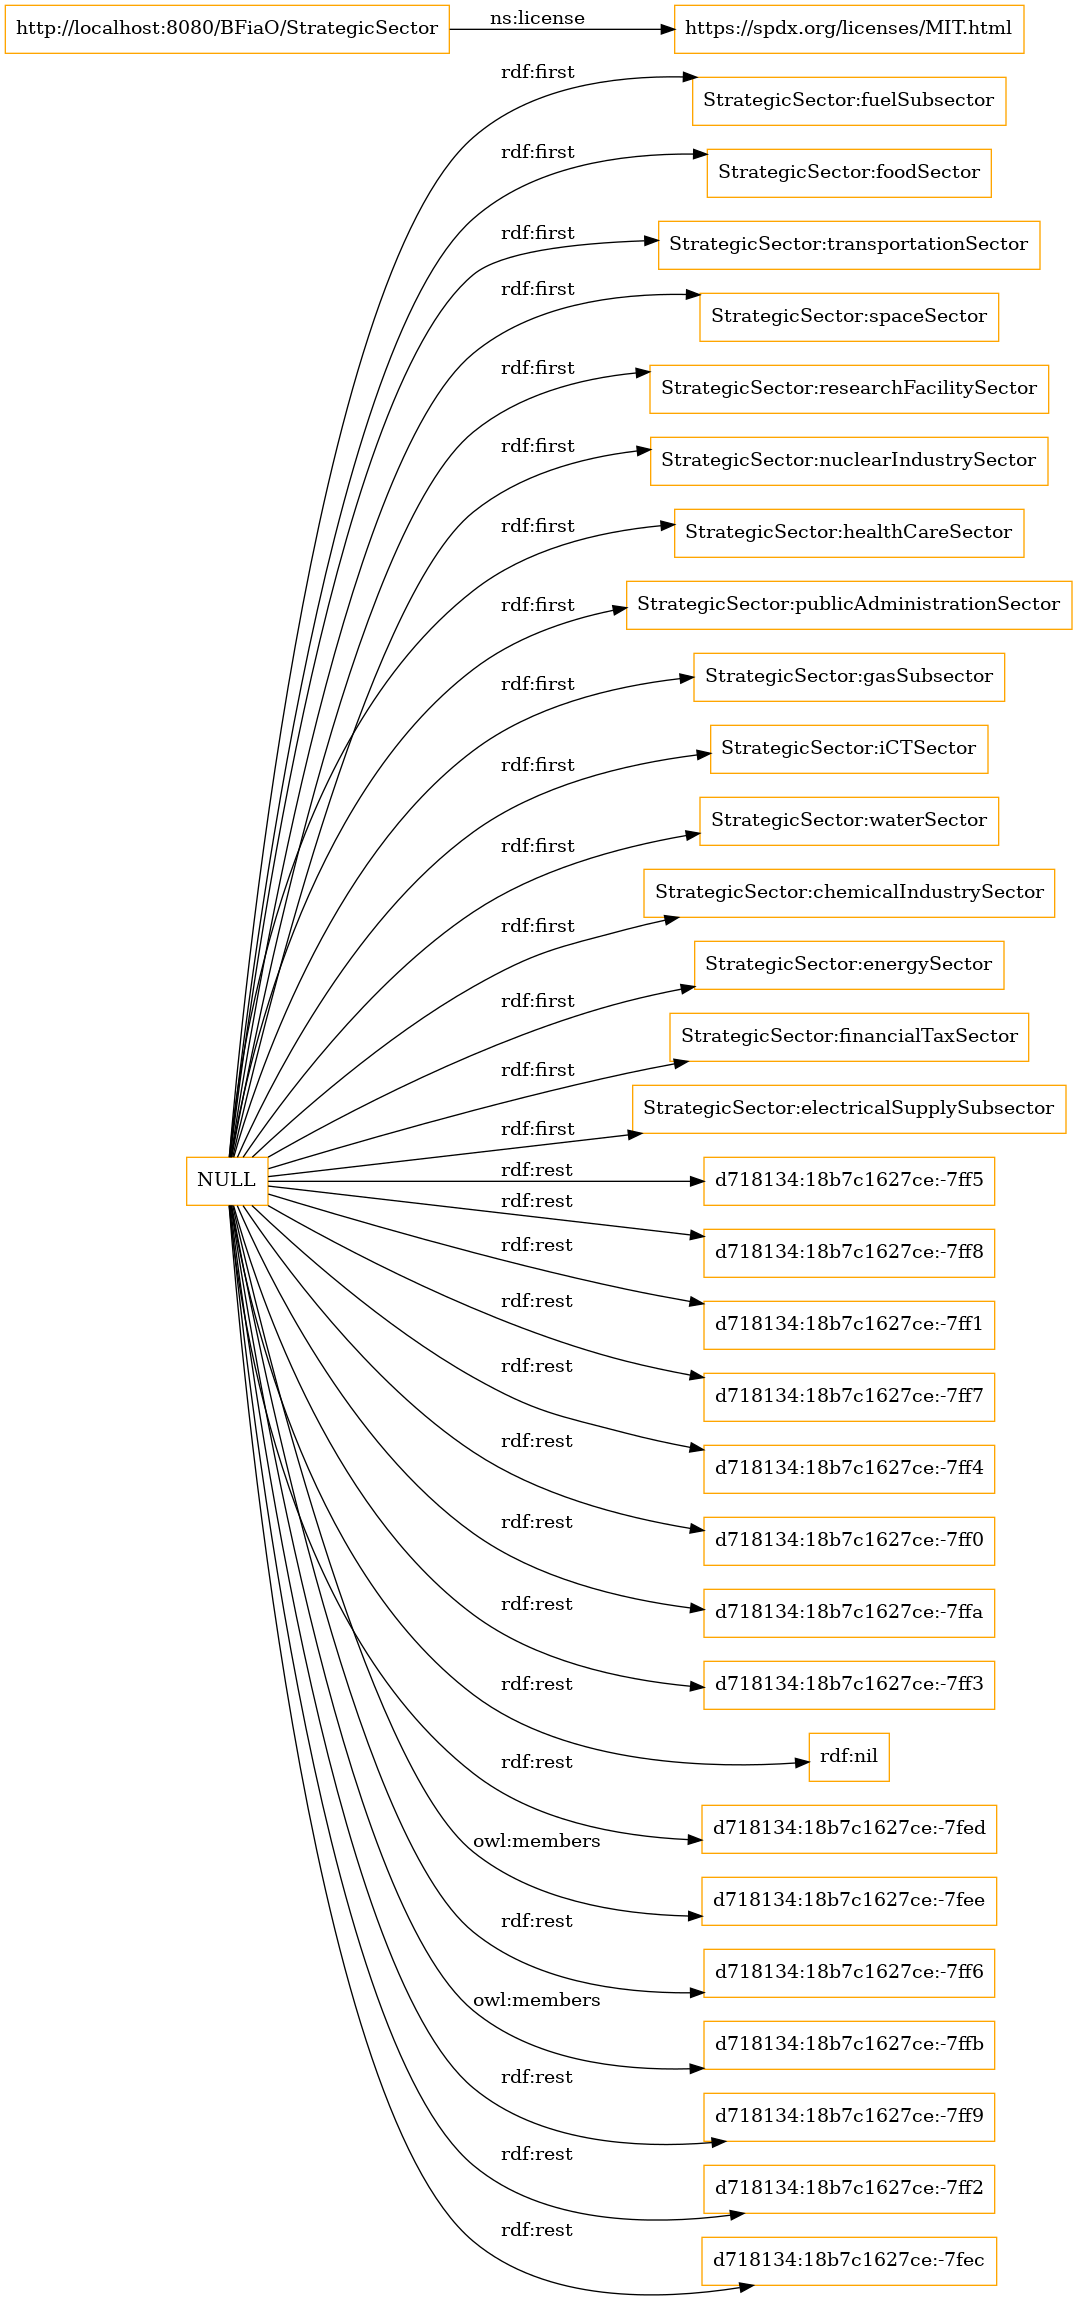 http://localhost:8080/BFiaO/StrategicSector
ns:license
https://spdx.org/licenses/MIT.html
rdf:first
StrategicSector:fuelSubsector
rdf:first
StrategicSector:foodSector
rdf:first
StrategicSector:transportationSector
rdf:first
StrategicSector:spaceSector
rdf:first
StrategicSector:researchFacilitySector
rdf:first
StrategicSector:nuclearIndustrySector
rdf:first
StrategicSector:healthCareSector
rdf:first
StrategicSector:publicAdministrationSector
rdf:first
StrategicSector:gasSubsector
rdf:first
StrategicSector:iCTSector
rdf:first
StrategicSector:waterSector
rdf:first
StrategicSector:chemicalIndustrySector
rdf:first
StrategicSector:energySector
rdf:first
StrategicSector:financialTaxSector
rdf:first
StrategicSector:electricalSupplySubsector
NULL
rdf:rest
d718134:18b7c1627ce:-7ff5
rdf:rest
d718134:18b7c1627ce:-7ff8
rdf:rest
d718134:18b7c1627ce:-7ff1
rdf:rest
d718134:18b7c1627ce:-7ff7
rdf:rest
d718134:18b7c1627ce:-7ff4
rdf:rest
d718134:18b7c1627ce:-7ff0
rdf:rest
d718134:18b7c1627ce:-7ffa
rdf:rest
d718134:18b7c1627ce:-7ff3
rdf:rest
rdf:nil
rdf:rest
d718134:18b7c1627ce:-7fed
owl:members
d718134:18b7c1627ce:-7fee
rdf:rest
d718134:18b7c1627ce:-7ff6
owl:members
d718134:18b7c1627ce:-7ffb
rdf:rest
d718134:18b7c1627ce:-7ff9
rdf:rest
d718134:18b7c1627ce:-7ff2
rdf:rest
d718134:18b7c1627ce:-7fec